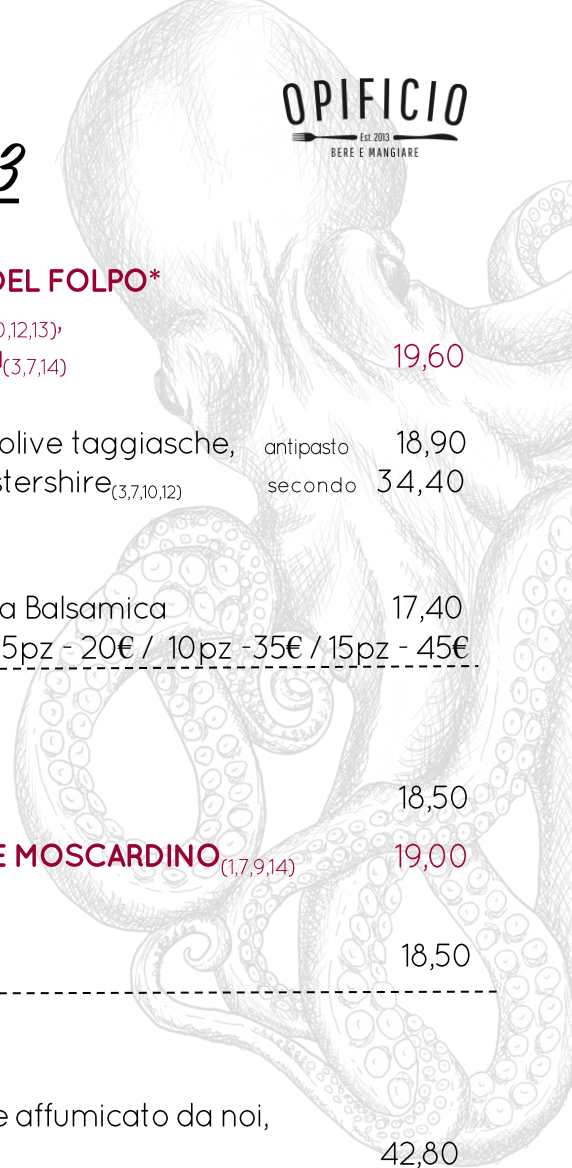 OPIFICIO
Est. 2013
BERE E MANGIARE
3
DEL FOLPO*
0,12,13),
(3,7,14) 19,60
olive taggiasche, antipasto 18,90
stershire(3,7,10,12) secondo 34,40
a Balsamica 17,40
5pz - 20€ / 10pz -35€ / 15pz - 45€
18,50
E MOSCARDINO(1,7,9,14) 19,00
18,50
e affumicato da noi,
42,80